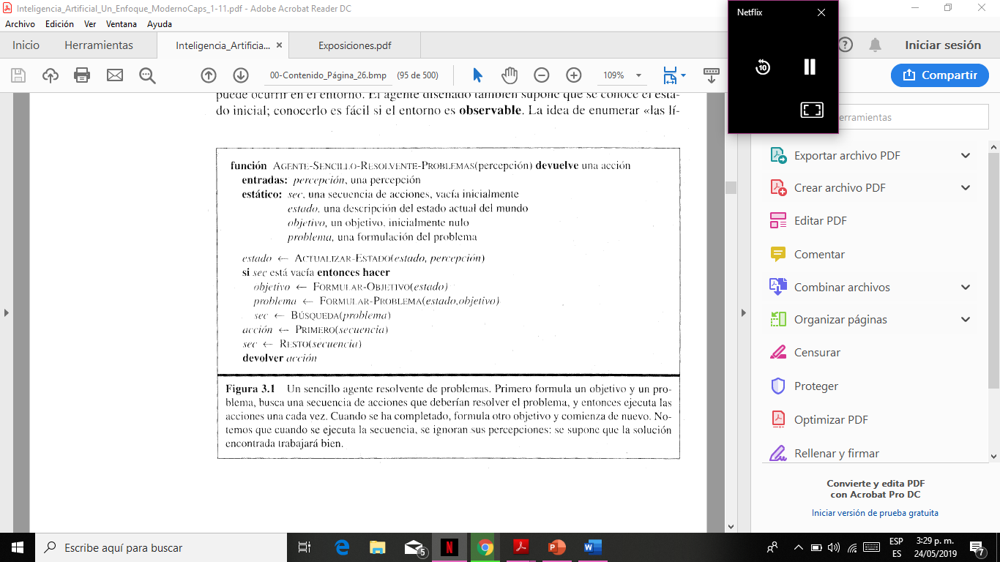 Inteligencia_Artificial_Un_Enfoque_ModernoCaps_1-11.pdf - Adobe Acrobat Reader DC
Archivo Edición Ver Ventana Ayuda
Inicio Herramientas Inteligencia_Artificia... × Exposiciones.pdf Iniciar sesión
00-Contenido_Página_26.bmp (95 de 500) 109% Compartir
Netflix
10
puede ocurrir en el entorno. El agente diseñado también supone que se conoce el esta-
do inicial; conocerlo es fácil si el entorno es observable. La idea de enumerar «las lí-
función AGENTE-SENCILLO-RESOLVENTE-PROBLEMAS(percepción) devuelve una acción
entradas: percepción, una percepción
estático: sec, una secuencia de acciones, vacía inicialmente
estado, una descripción del estado actual del mundo
objetivo, un objetivo, inicialmente nulo
problema, una formulación del problema
estado ← ACTUALIZAR-ESTADO(estado, percepción)
si sec está vacía entonces hacer
objetivo ← FORMULAR-OBJETIVO(estado)
problema ← FORMULAR-PROBLEMA(estado,objetivo)
sec ← BÚSQUEDA(problema)
acción ← PRIMERO(secuencia)
sec ← RESTO(secuencia)
devolver acción
Figura 3.1 Un sencillo agente resolvente de problemas. Primero formula un objetivo y un pro-
blema, busca una secuencia de acciones que deberían resolver el problema, y entonces ejecuta las
acciones una cada vez. Cuando se ha completado, formula otro objetivo y comienza de nuevo. No-
temos que cuando se ejecuta la secuencia, se ignoran sus percepciones: se supone que la solución
encontrada trabajará bien.
erramientas
Exportar archivo PDF
Crear archivo PDF
Editar PDF
Comentar
Combinar archivos
Organizar páginas
Censurar
Proteger
Optimizar PDF
Rellenar y firmar
Convierte y edita PDF
con Acrobat Pro DC
Iniciar versión de prueba gratuita
Escribe aquí para buscar
5
ESP
ES
3:29 p. m.
24/05/2019
7